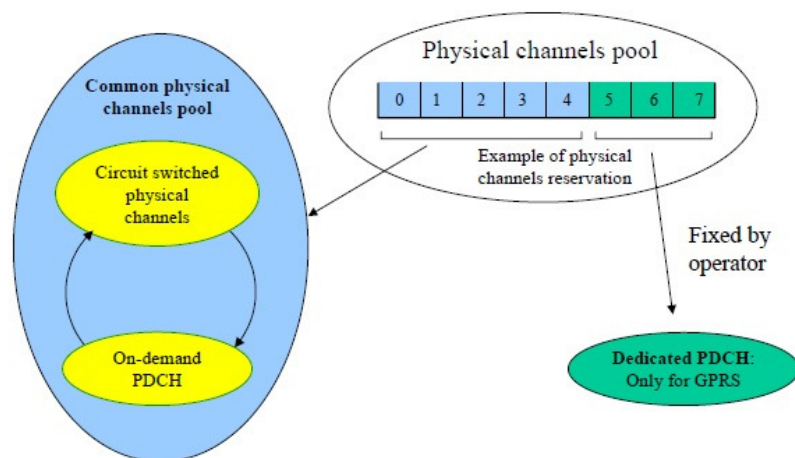 Physical channels pool
0 1 2 3 4 5 6 7
Example of physical
channels reservation
Common physical
channels pool
Circuit switched
physical
channels
On-demand
PDCH
Fixed by
operator
Dedicated PDCH:
Only for GPRS